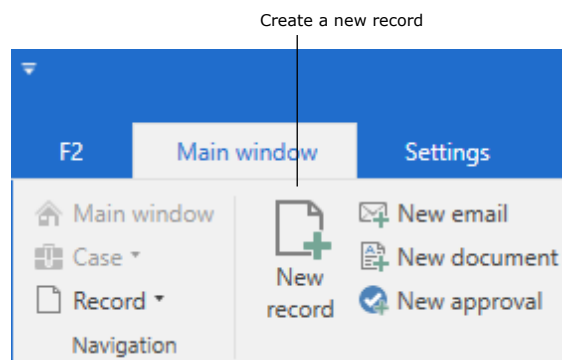 Create a new record
F2 Main window Settings
Main window
Case
Record
Navigation
New
record
New email
New document
New approval